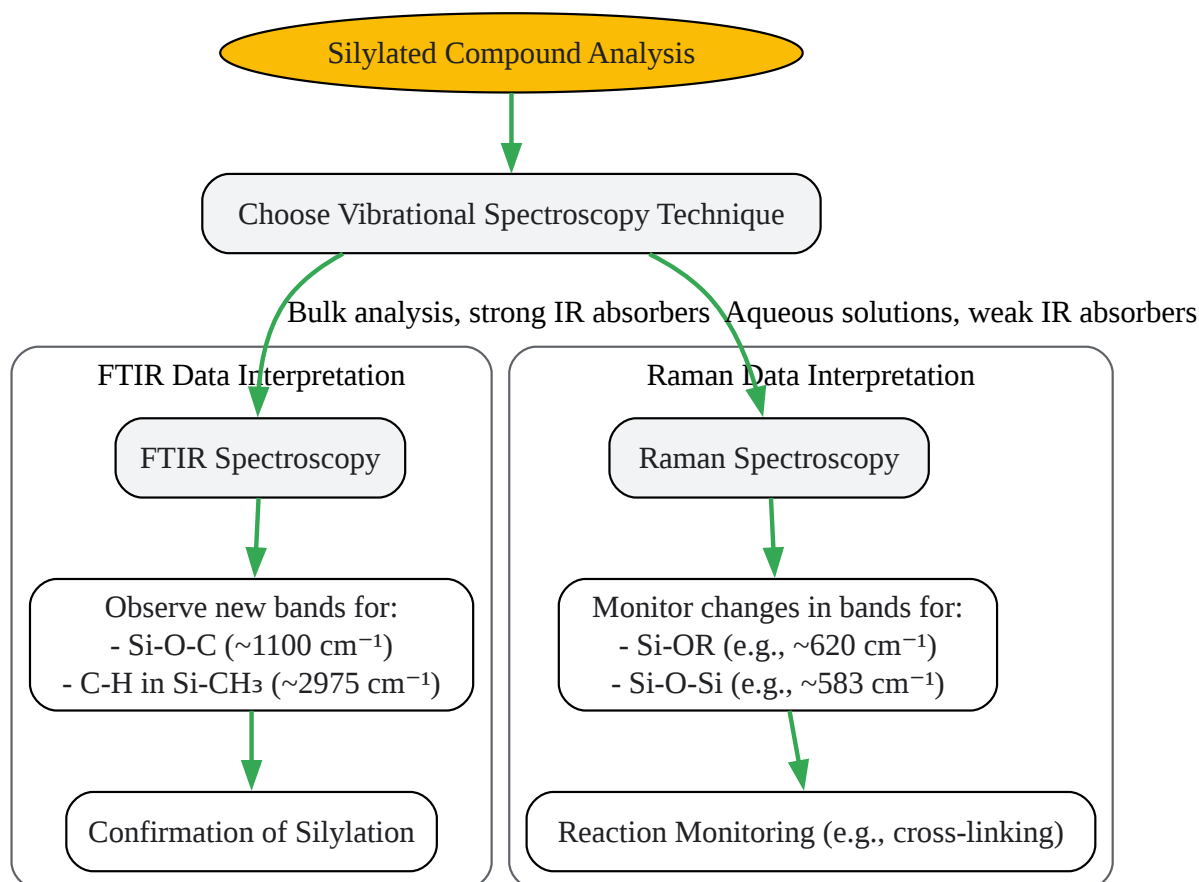 Silylated Compound Analysis
Choose Vibrational Spectroscopy Technique
Bulk analysis, strong IR absorbers
Aqueous solutions, weak IR absorbers
FTIR Data Interpretation
FTIR Spectroscopy
Observe new bands for:
- Si-O-C (~1100 cm⁻¹)
- C-H in Si-CH₃ (~2975 cm⁻¹)
Confirmation of Silylation
Raman Data Interpretation
Raman Spectroscopy
Monitor changes in bands for:
- Si-OR (e.g., ~620 cm⁻¹)
- Si-O-Si (e.g., ~583 cm⁻¹)
Reaction Monitoring (e.g., cross-linking)